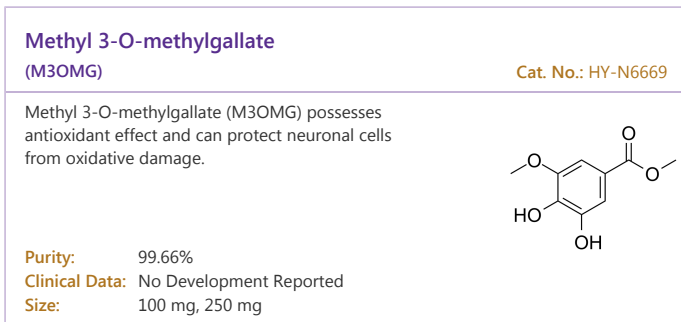 Methyl 3-O-methylgallate
(M3OMG) Cat. No.: HY-N6669
Methyl 3-O-methylgallate (M3OMG) possesses
antioxidant effect and can protect neuronal cells
from oxidative damage.
O
O
O
HO
OH
Purity: 99.66%
Clinical Data: No Development Reported
Size: 100 mg, 250 mg